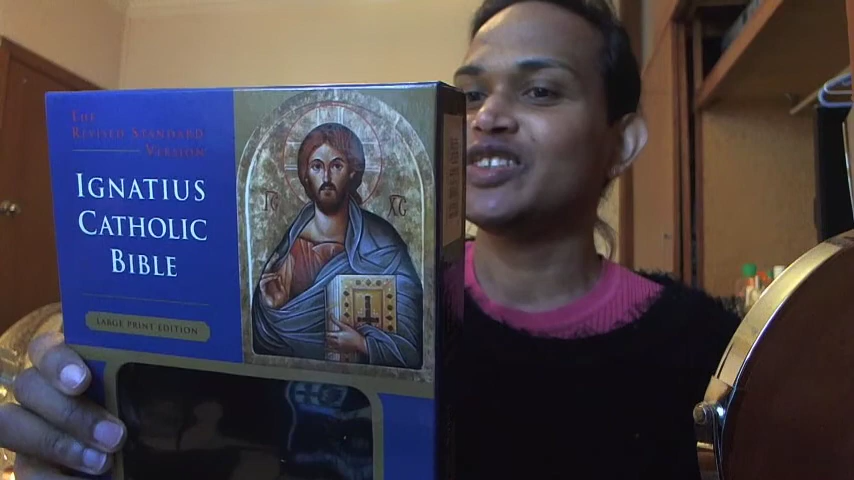 THE
REVISED STANDARD
VERSION
IGNATIUS
CATHOLIC
BIBLE
LARGE PRINT EDITION